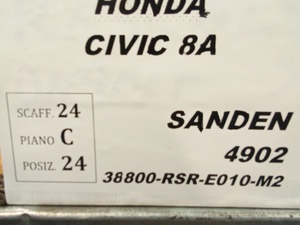 HONDA
CIVIC 8A
SCAFF. 24
PIANO C
POSIZ. 24
SANDEN
4902
38800-RSR-E010-M2